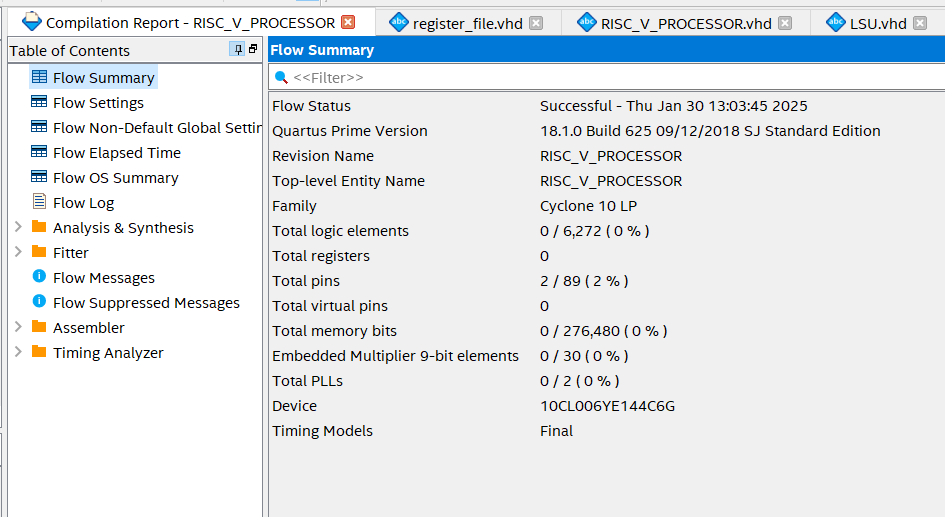 Compilation Report - RISC_V_PROCESSOR
abc register_file.vhd
abc RISC_V_PROCESSOR.vhd
abc LSU.vhd
Table of Contents
Flow Summary
Flow Settings
Flow Non-Default Global Settin
Flow Elapsed Time
Flow OS Summary
Flow Log
Analysis & Synthesis
Fitter
Flow Messages
Flow Suppressed Messages
Assembler
Timing Analyzer
Flow Summary
<<Filter>>
Flow Status Successful - Thu Jan 30 13:03:45 2025
Quartus Prime Version 18.1.0 Build 625 09/12/2018 SJ Standard Edition
Revision Name RISC_V_PROCESSOR
Top-level Entity Name RISC_V_PROCESSOR
Family Cyclone 10 LP
Total logic elements 0 / 6,272 ( 0 % )
Total registers 0
Total pins 2 / 89 ( 2 % )
Total virtual pins 0
Total memory bits 0 / 276,480 ( 0 % )
Embedded Multiplier 9-bit elements 0 / 30 ( 0 % )
Total PLLs 0 / 2 ( 0 % )
Device 10CL006YE144C6G
Timing Models Final